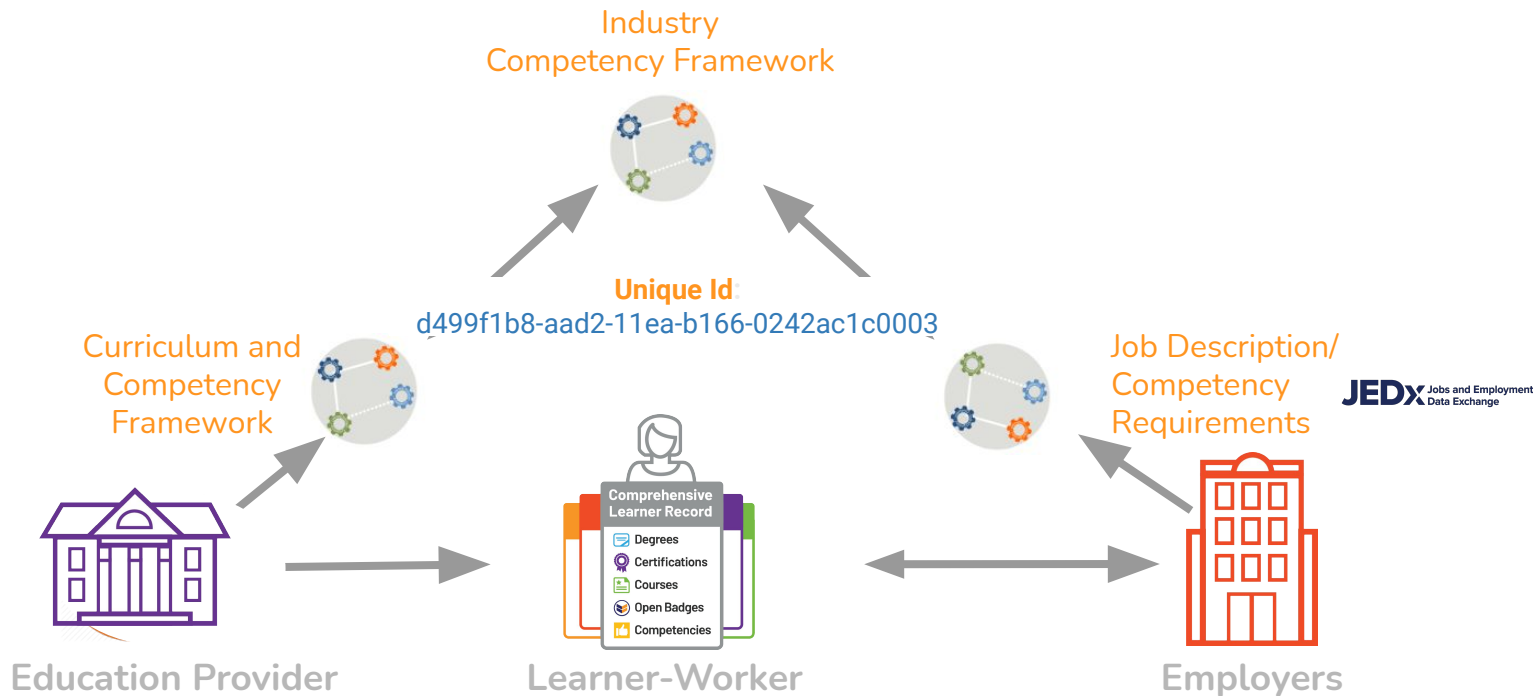 Industry
Competency Framework
Unique Id:
d499f1b8-aad2-11ea-b166-0242ac1c0003
Curriculum and
Competency
Framework
Job Description/
Competency
Requirements
JEDx Jobs and Employment
Data Exchange
Comprehensive
Learner Record
Degrees
Certifications
Courses
Open Badges
Competencies
Education Provider
Learner-Worker
Employers